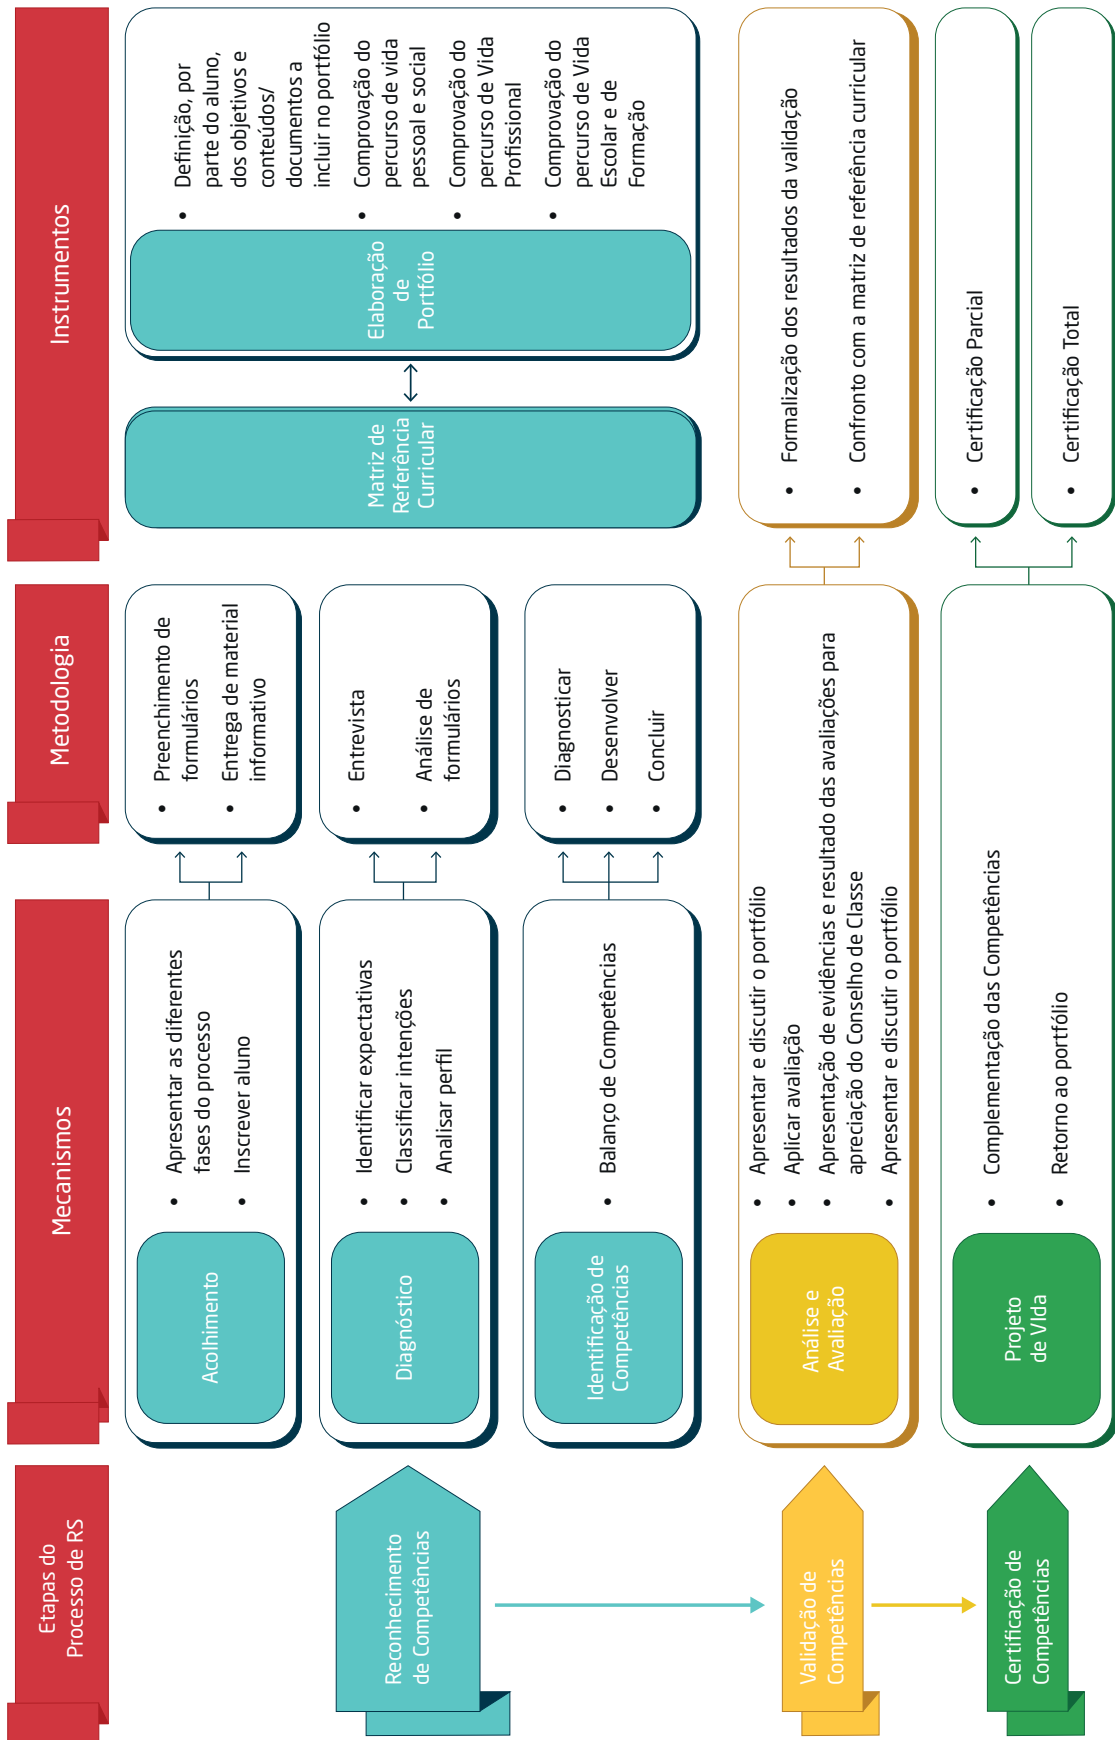 Etapas do
Processo de RS
Mecanismos
Metodologia
Instrumentos
Reconhecimento
de Competências
Acolhimento
• Apresentar as diferentes
fases do processo
• Inscrever aluno
• Preenchimento de
formulários
• Entrega de material
informativo
Diagnóstico
• Identificar expectativas
• Classificar intenções
• Analisar perfil
• Entrevista
• Análise de
formulários
Identificação de
Competências
• Balanço de Competências
• Diagnosticar
• Desenvolver
• Concluir
Matriz de
Referência
Curricular
Elaboração
de
Portfólio
• Definição, por
parte do aluno,
dos objetivos e
conteúdos/
documentos a
incluir no portfólio
• Comprovação do
percurso de vida
pessoal e social
• Comprovação do
percurso de Vida
Profissional
• Comprovação do
percurso de Vida
Escolar e de
Formação
Validação de
Competências
Análise e
Avaliação
• Apresentar e discutir o portfólio
• Aplicar avaliação
• Apresentação de evidências e resultado das avaliações para
apreciação do Conselho de Classe
• Apresentar e discutir o portfólio
• Formalização dos resultados da validação
• Confronto com a matriz de referência curricular
Certificação de
Competências
Projeto
de VIda
• Complementação das Competências
• Retorno ao portfólio
• Certificação Parcial
• Certificação Total